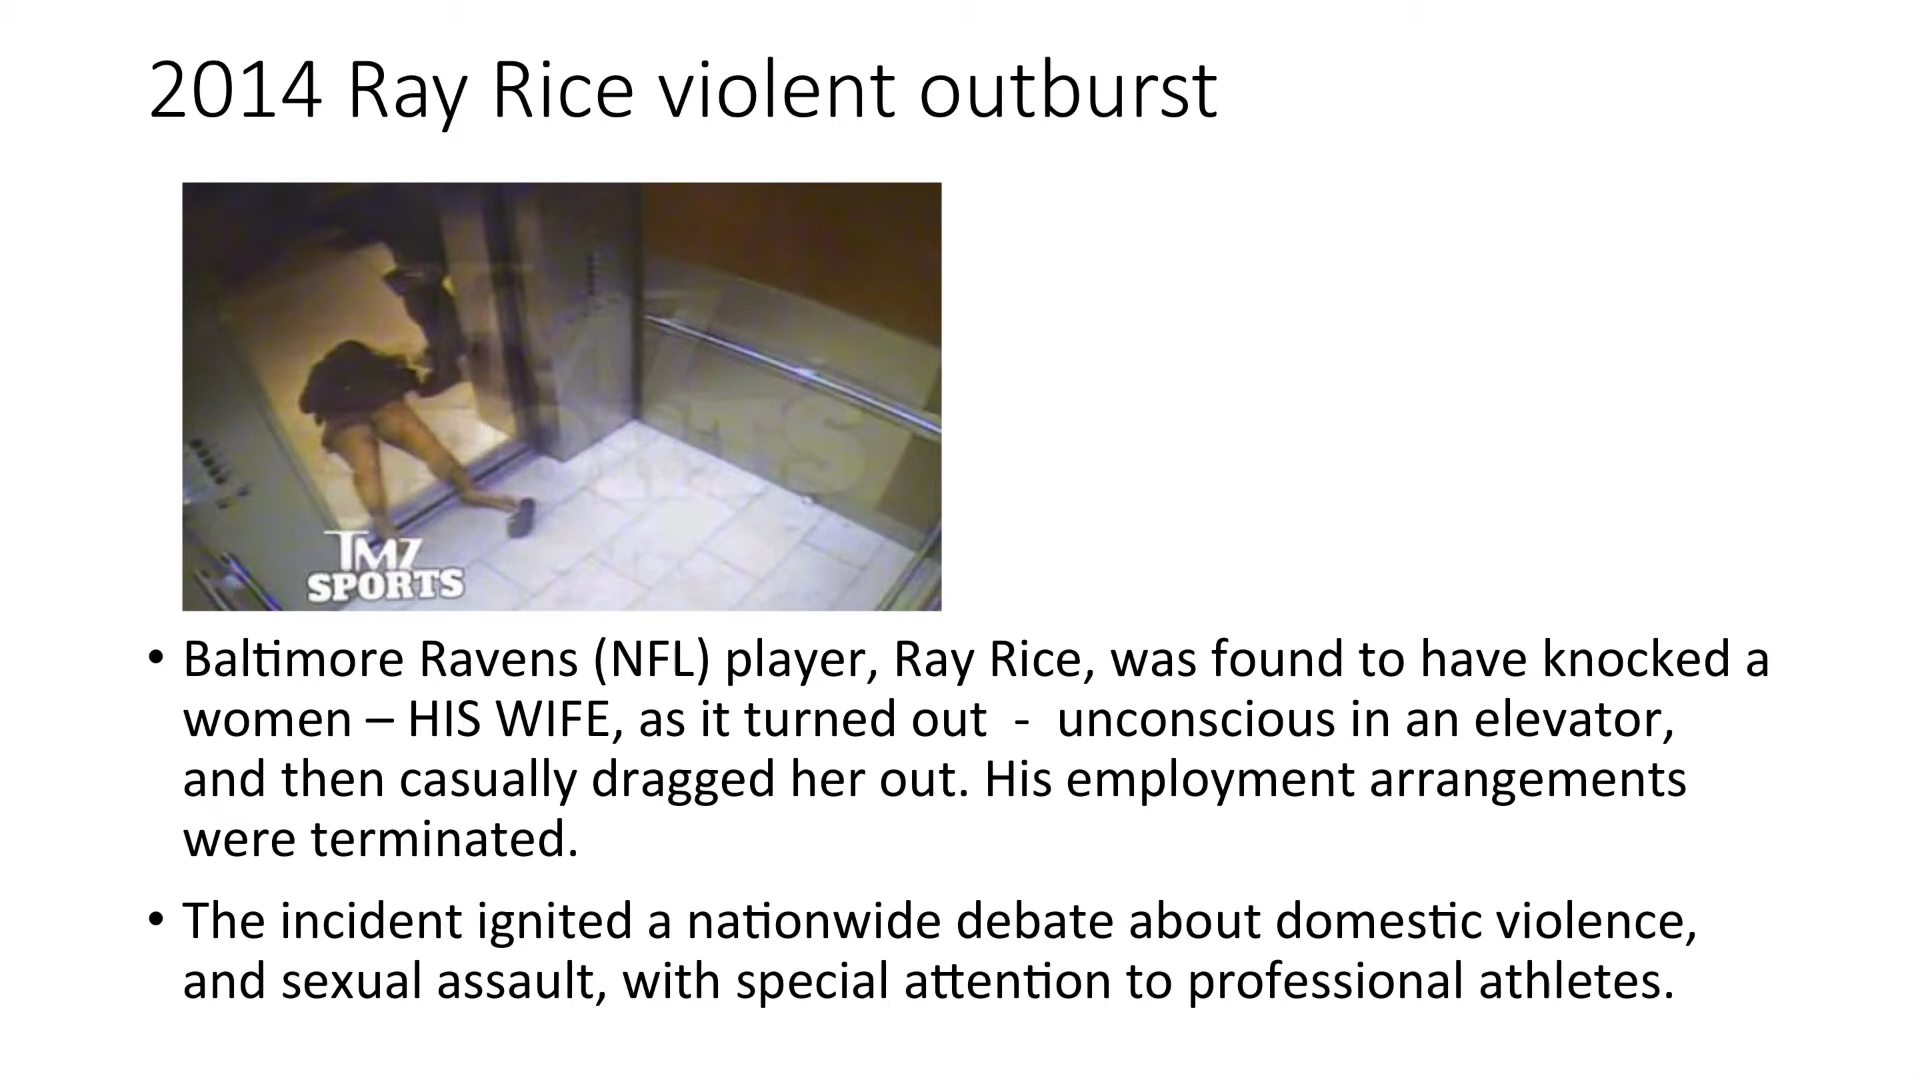 2014 Ray Rice violent outburst
TMZ
SPORTS
• Baltimore Ravens (NFL) player, Ray Rice, was found to have knocked a
women – HIS WIFE, as it turned out  -  unconscious in an elevator,
and then casually dragged her out. His employment arrangements
were terminated.
• The incident ignited a nationwide debate about domestic violence,
and sexual assault, with special attention to professional athletes.